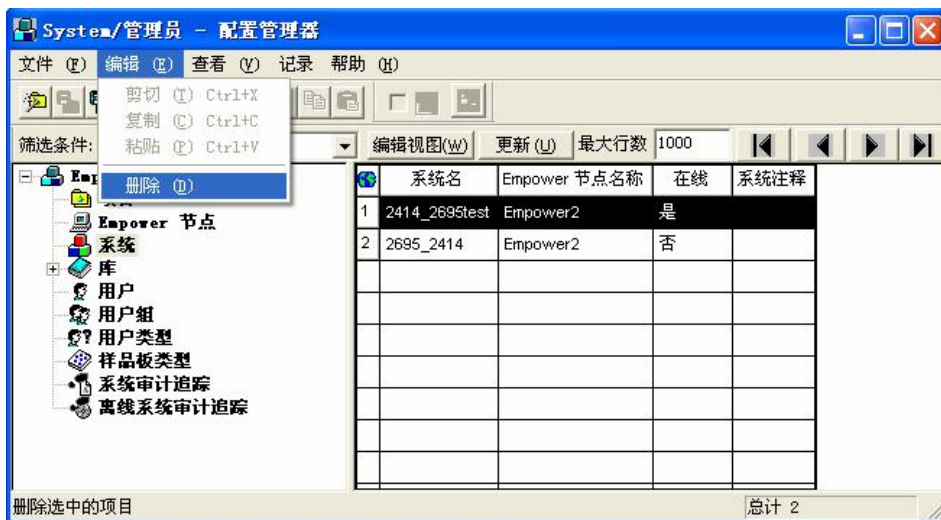 System/管理员 - 配置管理器
文件 (F) 编辑 (E) 查看 (V) 记录 帮助 (H)
剪切 (T) Ctrl+X
复制 (C) Ctrl+C
粘贴 (P) Ctrl+V
删除 (D)
筛选条件: 编辑视图(W) 更新 (U) 最大行数 1000
系统名 Empower 节点名称 在线 系统注释
1 2414_2695test Empower2 是
2 2695_2414 Empower2 否
Empower 节点
系统
库
用户
用户组
用户类型
样品板类型
系统审计追踪
离线系统审计追踪
删除选中的项目 总计 2